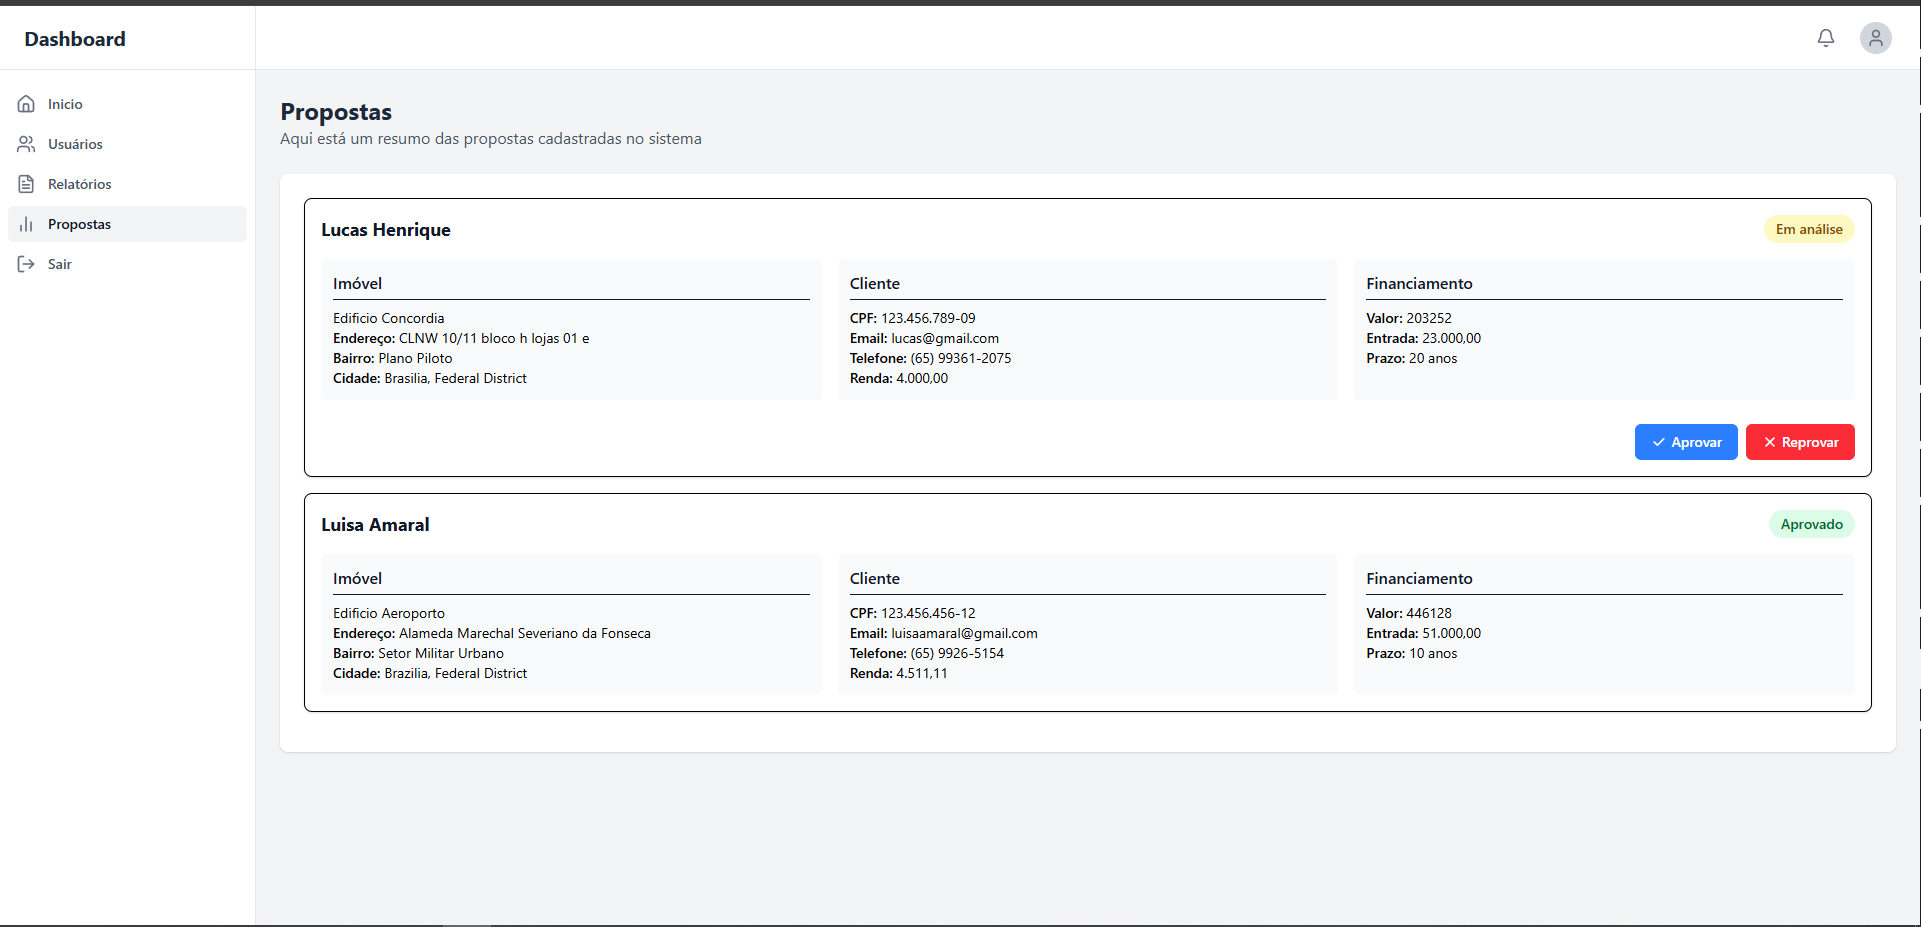 Dashboard
Inicio
Usuários
Relatórios
Propostas
Sair
Propostas
Aqui está um resumo das propostas cadastradas no sistema
Lucas Henrique
Em análise
Imóvel
Edificio Concordia
Endereço: CLNW 10/11 bloco h lojas 01 e
Bairro: Plano Piloto
Cidade: Brasilia, Federal District
Cliente
CPF: 123.456.789-09
Email: lucas@gmail.com
Telefone: (65) 99361-2075
Renda: 4.000,00
Financiamento
Valor: 203252
Entrada: 23.000,00
Prazo: 20 anos
Aprovar
Reprovar
Luisa Amaral
Aprovado
Imóvel
Edificio Aeroporto
Endereço: Alameda Marechal Severiano da Fonseca
Bairro: Setor Militar Urbano
Cidade: Brazilia, Federal District
Cliente
CPF: 123.456.456-12
Email: luisaamaral@gmail.com
Telefone: (65) 9926-5154
Renda: 4.511,11
Financiamento
Valor: 446128
Entrada: 51.000,00
Prazo: 10 anos